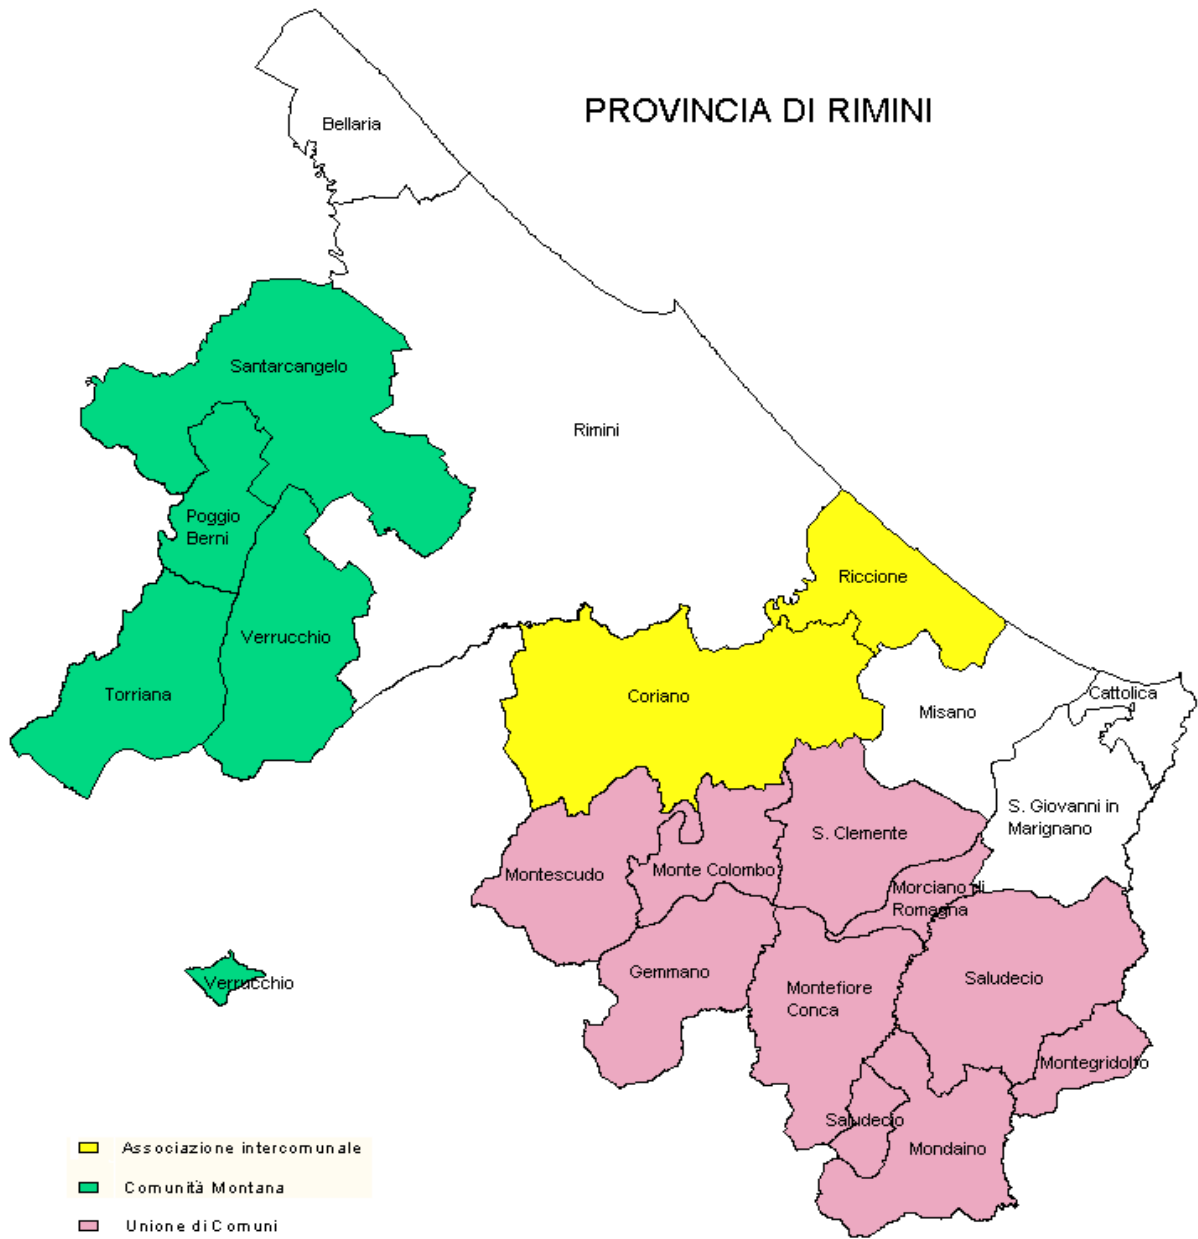 PROVINCIA DI RIMINI
Bellaria
Santarcangelo
Rimini
Poggio
Berni
Riccione
Verrucchio
Torriana
Coriano
Cattolica
Misano
S. Giovanni in
Marignano
S. Clemente
Montescudo
Monte Colombo
Morciano di
Romagna
Gemmano
Saludecio
Verrucchio
Montefiore
Conca
Montegridolfo
Saludecio
Mondaino
Associazione intercomunale
Comunità Montana
Unione di Comuni